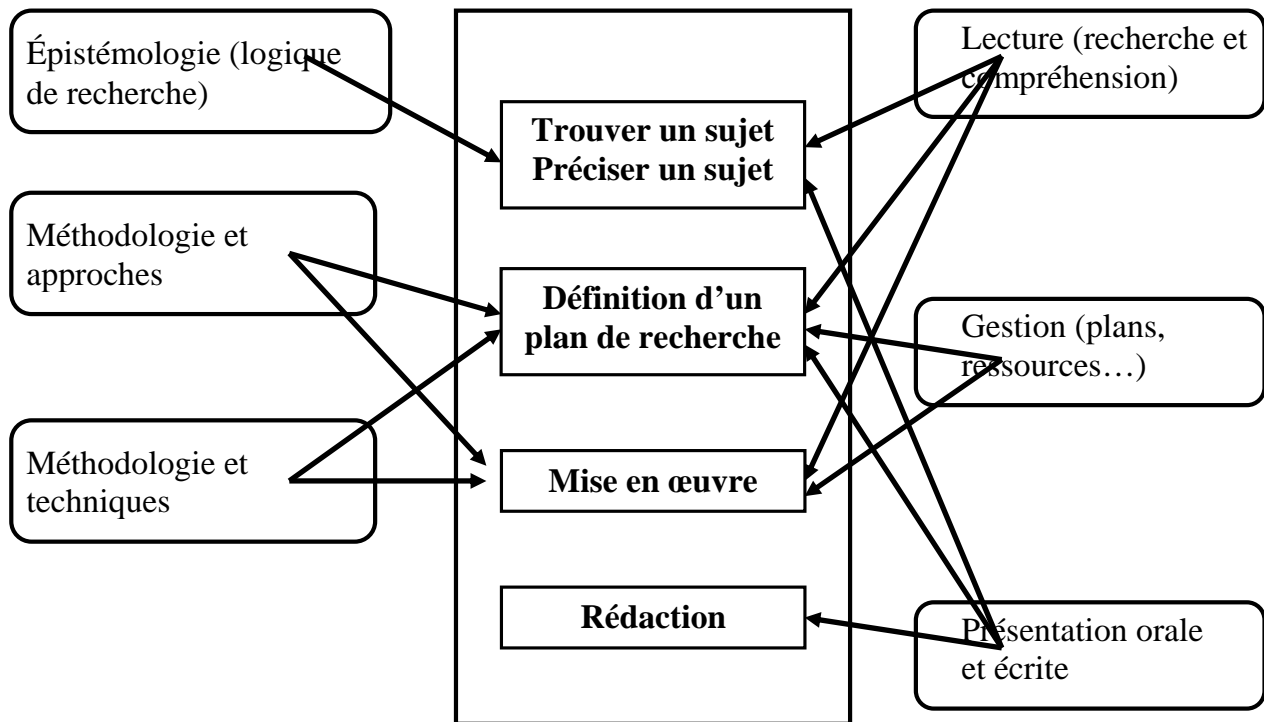 Épistémologie (logique
de recherche)
Méthodologie et
approches
Méthodologie et
techniques
Trouver un sujet
Préciser un sujet
Définition d’un
plan de recherche
Mise en œuvre
Rédaction
Lecture (recherche et
compréhension)
Gestion (plans,
ressources…)
Présentation orale
et écrite